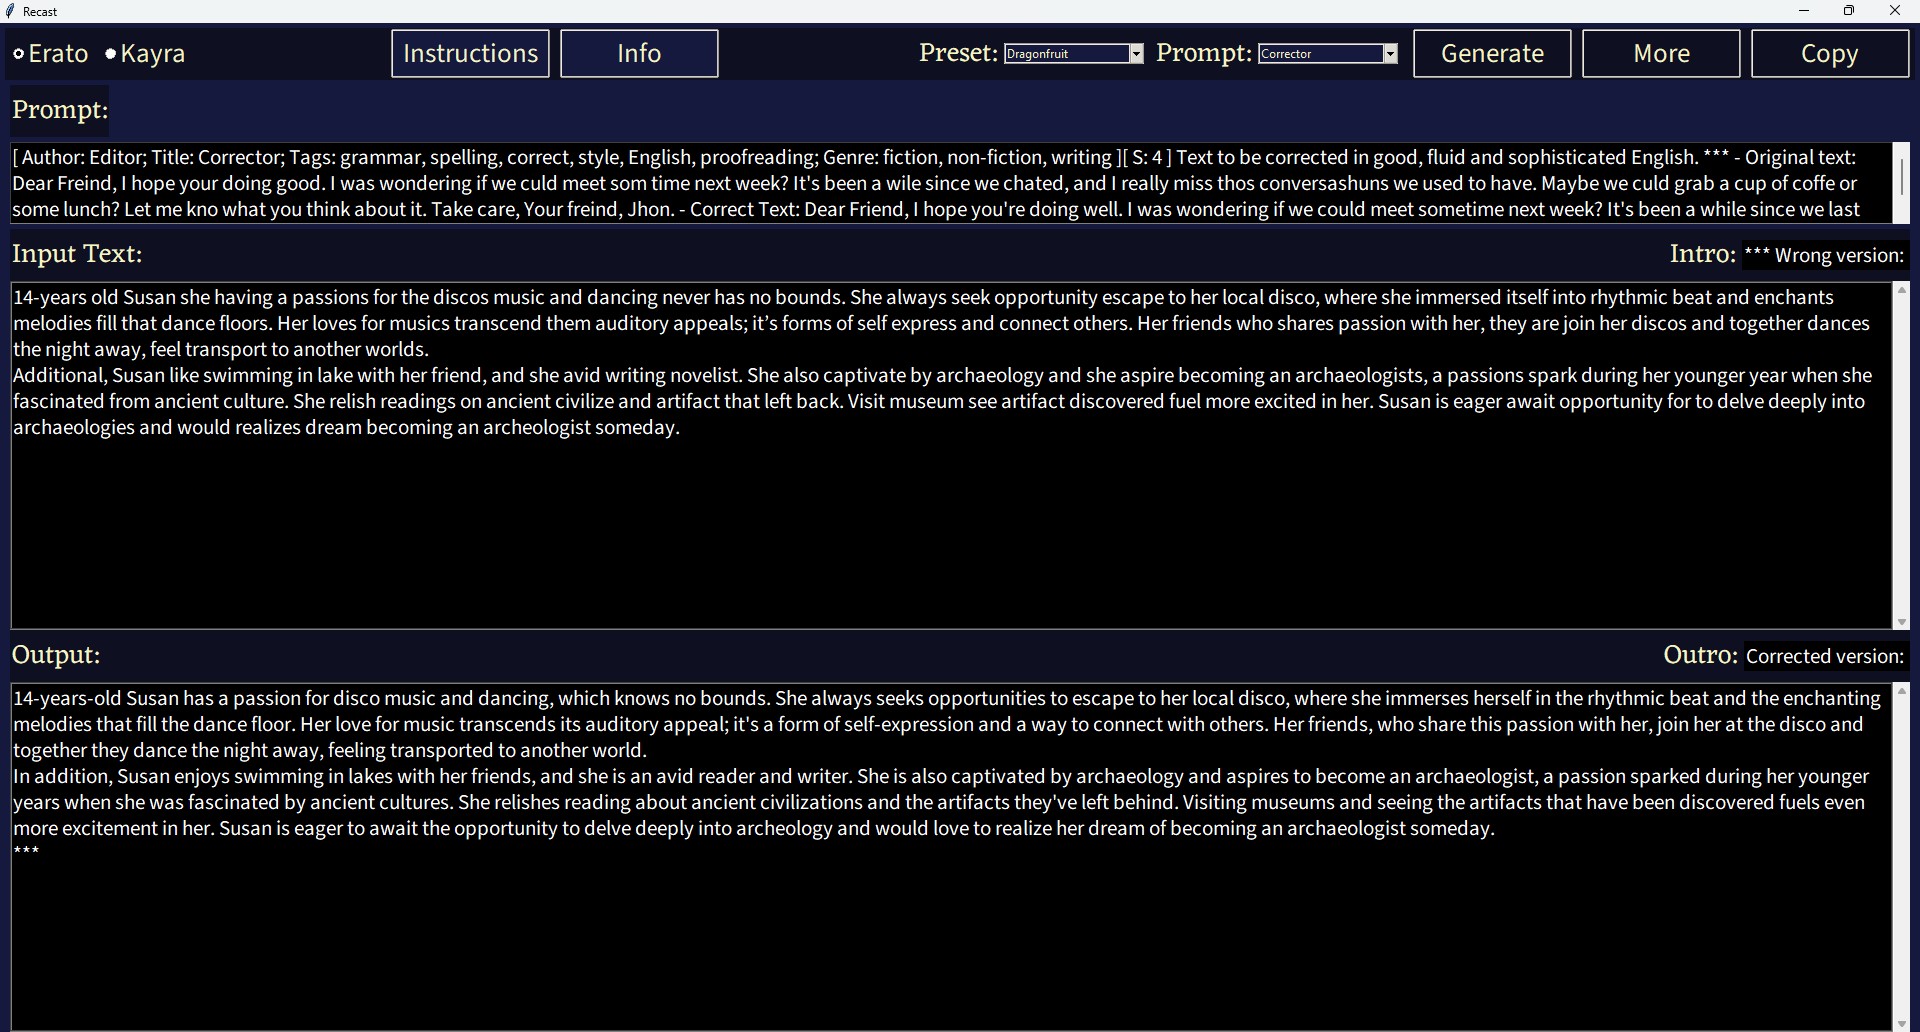 Recast
Erato Kayra Instructions Info Preset: Dragonfruit Prompt: Corrector Generate More Copy
Prompt:
[ Author: Editor; Title: Corrector; Tags: grammar, spelling, correct, style, English, proofreading; Genre: fiction, non-fiction, writing ][ S: 4 ] Text to be corrected in good, fluid and sophisticated English. *** - Original text:
Dear Freind, I hope your doing good. I was wondering if we culd meet som time next week? It's been a wile since we chated, and I really miss thos conversashuns we used to have. Maybe we culd grab a cup of coffe or
some lunch? Let me kno what you think about it. Take care, Your freind, Jhon. - Correct Text: Dear Friend, I hope you're doing well. I was wondering if we could meet sometime next week? It's been a while since we last
Input Text:
Intro: *** Wrong version:
14-years old Susan she having a passions for the discos music and dancing never has no bounds. She always seek opportunity escape to her local disco, where she immersed itself into rhythmic beat and enchants
melodies fill that dance floors. Her loves for musics transcend them auditory appeals; it’s forms of self express and connect others. Her friends who shares passion with her, they are join her discos and together dances
the night away, feel transport to another worlds.
Additional, Susan like swimming in lake with her friend, and she avid writing novelist. She also captivate by archaeology and she aspire becoming an archaeologists, a passions spark during her younger year when she
fascinated from ancient culture. She relish readings on ancient civilize and artifact that left back. Visit museum see artifact discovered fuel more excited in her. Susan is eager await opportunity for to delve deeply into
archaeologies and would realizes dream becoming an archeologist someday.
Output:
Outro: Corrected version:
14-years-old Susan has a passion for disco music and dancing, which knows no bounds. She always seeks opportunities to escape to her local disco, where she immerses herself in the rhythmic beat and the enchanting
melodies that fill the dance floor. Her love for music transcends its auditory appeal; it's a form of self-expression and a way to connect with others. Her friends, who share this passion with her, join her at the disco and
together they dance the night away, feeling transported to another world.
In addition, Susan enjoys swimming in lakes with her friends, and she is an avid reader and writer. She is also captivated by archaeology and aspires to become an archaeologist, a passion sparked during her younger
years when she was fascinated by ancient cultures. She relishes reading about ancient civilizations and the artifacts they've left behind. Visiting museums and seeing the artifacts that have been discovered fuels even
more excitement in her. Susan is eager to await the opportunity to delve deeply into archeology and would love to realize her dream of becoming an archaeologist someday.
***